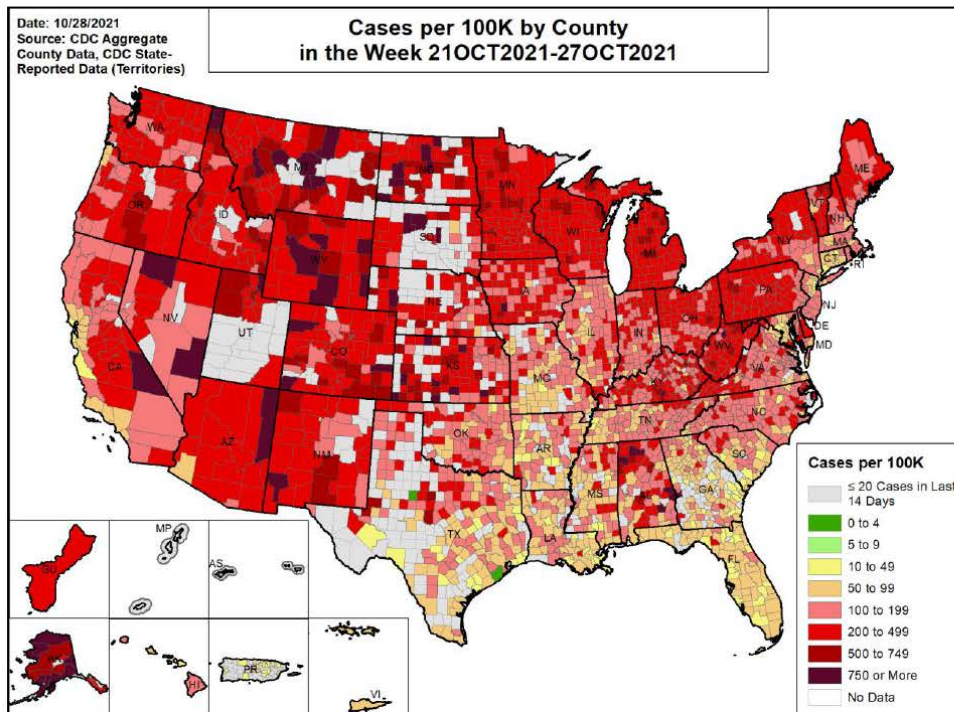 Date: 10/28/2021
Source: CDC Aggregate
County Data, CDC State-
Reported Data (Territories)
Cases per 100K by County
in the Week 21OCT2021-27OCT2021
WA
OR
ID
WY
NV
UT
CO
CA
AZ
NM
KS
OK
TX
MN
WI
MI
IA
IL
IN
OH
PA
NY
VT
NH
ME
MA
CT
RI
NJ
DE
MD
WV
VA
NC
SC
TN
AR
MS
LA
GA
FL
MP
AS
HI
PR
VI
Cases per 100K
≤ 20 Cases in Last
14 Days
0 to 4
5 to 9
10 to 49
50 to 99
100 to 199
200 to 499
500 to 749
750 or More
No Data